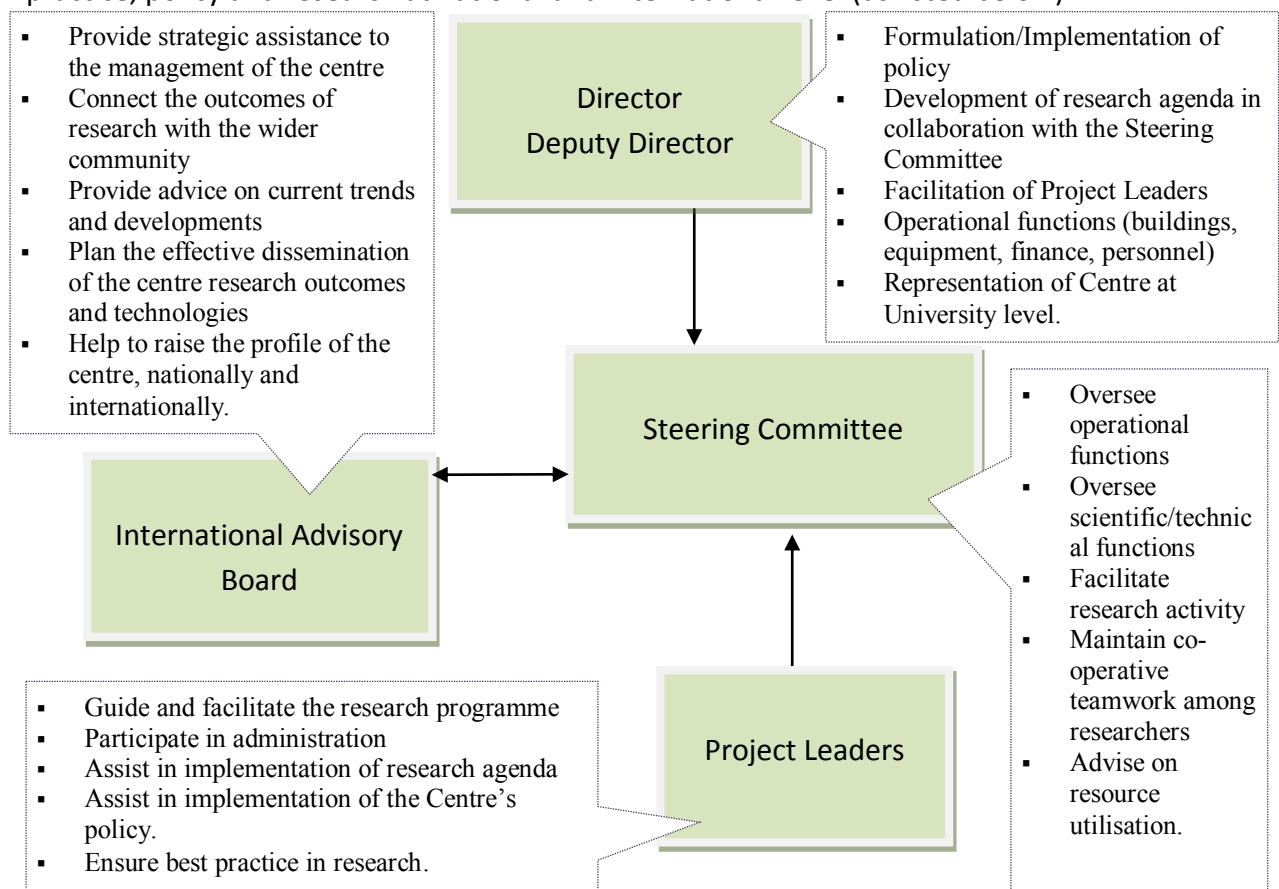 ▪ Provide strategic assistance to
the management of the centre
▪ Connect the outcomes of
research with the wider
community
▪ Provide advice on current trends
and developments
▪ Plan the effective dissemination
of the centre research outcomes
and technologies
▪ Help to raise the profile of the
centre, nationally and
internationally.
Director
Deputy Director
▪ Formulation/Implementation of
policy
▪ Development of research agenda in
collaboration with the Steering
Committee
▪ Facilitation of Project Leaders
▪ Operational functions (buildings,
equipment, finance, personnel)
▪ Representation of Centre at
University level.
Steering Committee
▪ Oversee
operational
functions
▪ Oversee
scientific/technic
al functions
▪ Facilitate
research activity
▪ Maintain co-
operative
teamwork among
researchers
▪ Advise on
resource
utilisation.
International Advisory
Board
▪ Guide and facilitate the research programme
▪ Participate in administration
▪ Assist in implementation of research agenda
▪ Assist in implementation of the Centre’s
policy.
▪ Ensure best practice in research.
Project Leaders